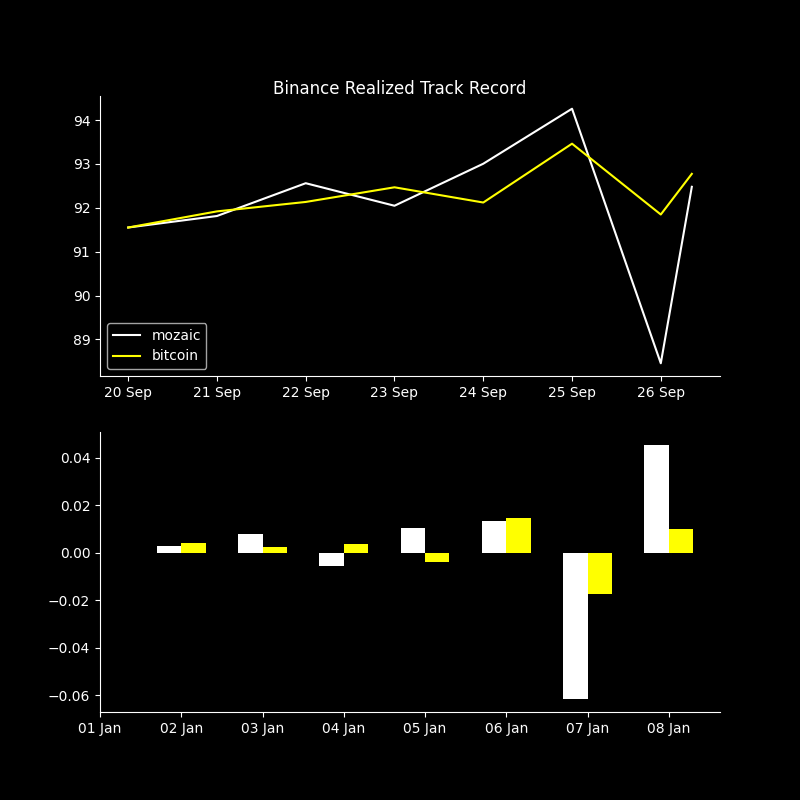 Binance Realized Track Record
94
93
92
91
90
89
mozaic
bitcoin
20 Sep 21 Sep 22 Sep 23 Sep 24 Sep 25 Sep 26 Sep
0.04
0.02
0.00
−0.02
−0.04
−0.06
01 Jan 02 Jan 03 Jan 04 Jan 05 Jan 06 Jan 07 Jan 08 Jan